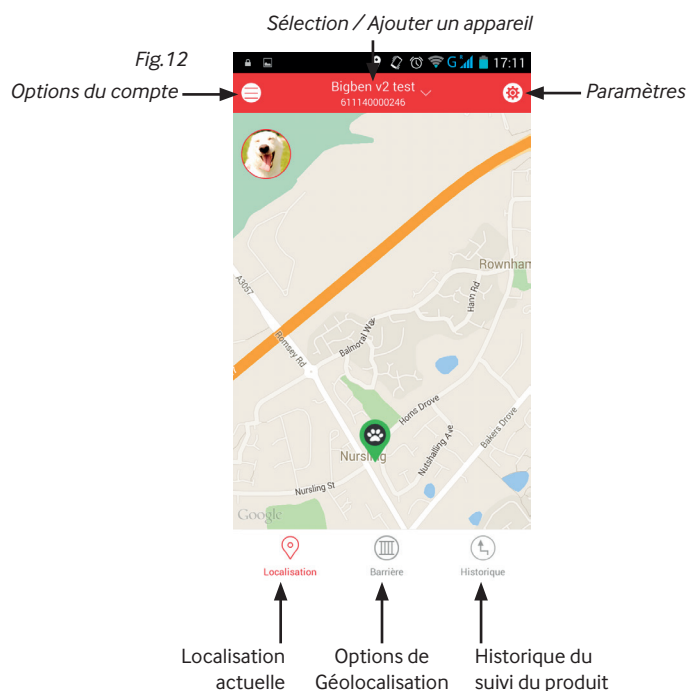 Sélection / Ajouter un appareil
Fig.12
G 17:11
Options du compte
Bigben v2 test
611140000246
Paramètres
Rownham
A3057
Romsey Rd
Balmoral Way
Hann Rd
Horns Drove
Nutshalling Ave
Bakers Drove
Nursling
Nursling St
Google
Localisation
Barrière
Historique
Localisation
actuelle
Options de
Géolocalisation
Historique du
suivi du produit